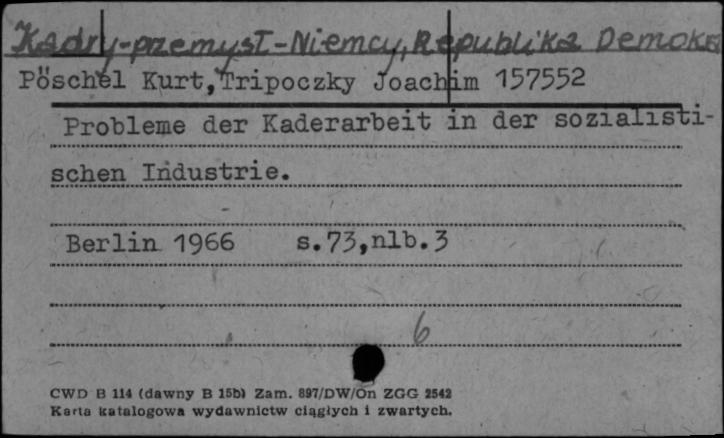 Kadry-przemysł-Niemcy, Republika Demokr
Pöschel Kurt, Tripoczky Joachim 157552
Probleme der Kaderarbeit in der sozialisti-
schen Industrie.
Berlin 1966 s.73,nlb.3
6
CWD B 114 (dawny B 15b) Zam. 897/DW/On ZGG 2542
Karta katalogowa wydawnictw ciągłych i zwartych.